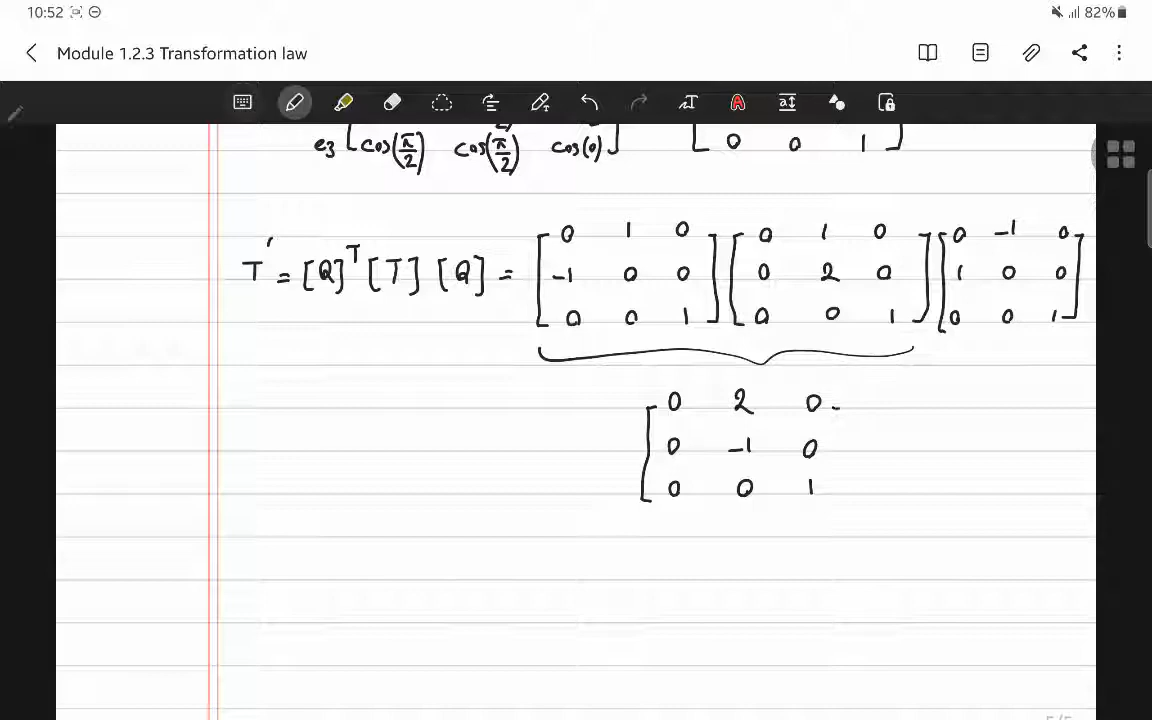 10:52 82%
Module 1.2.3 Transformation law
e3 [cos(π/2) cos(π/2) cos(0)] [0 0 1]
T' = [Q]^T [T] [Q] = [0 1 0] [0 1 0] [0 -1 0]
[-1 0 0] [0 2 0] [1 0 0]
[0 0 1] [0 0 1] [0 0 1]
[0 2 0
0 -1 0
0 0 1